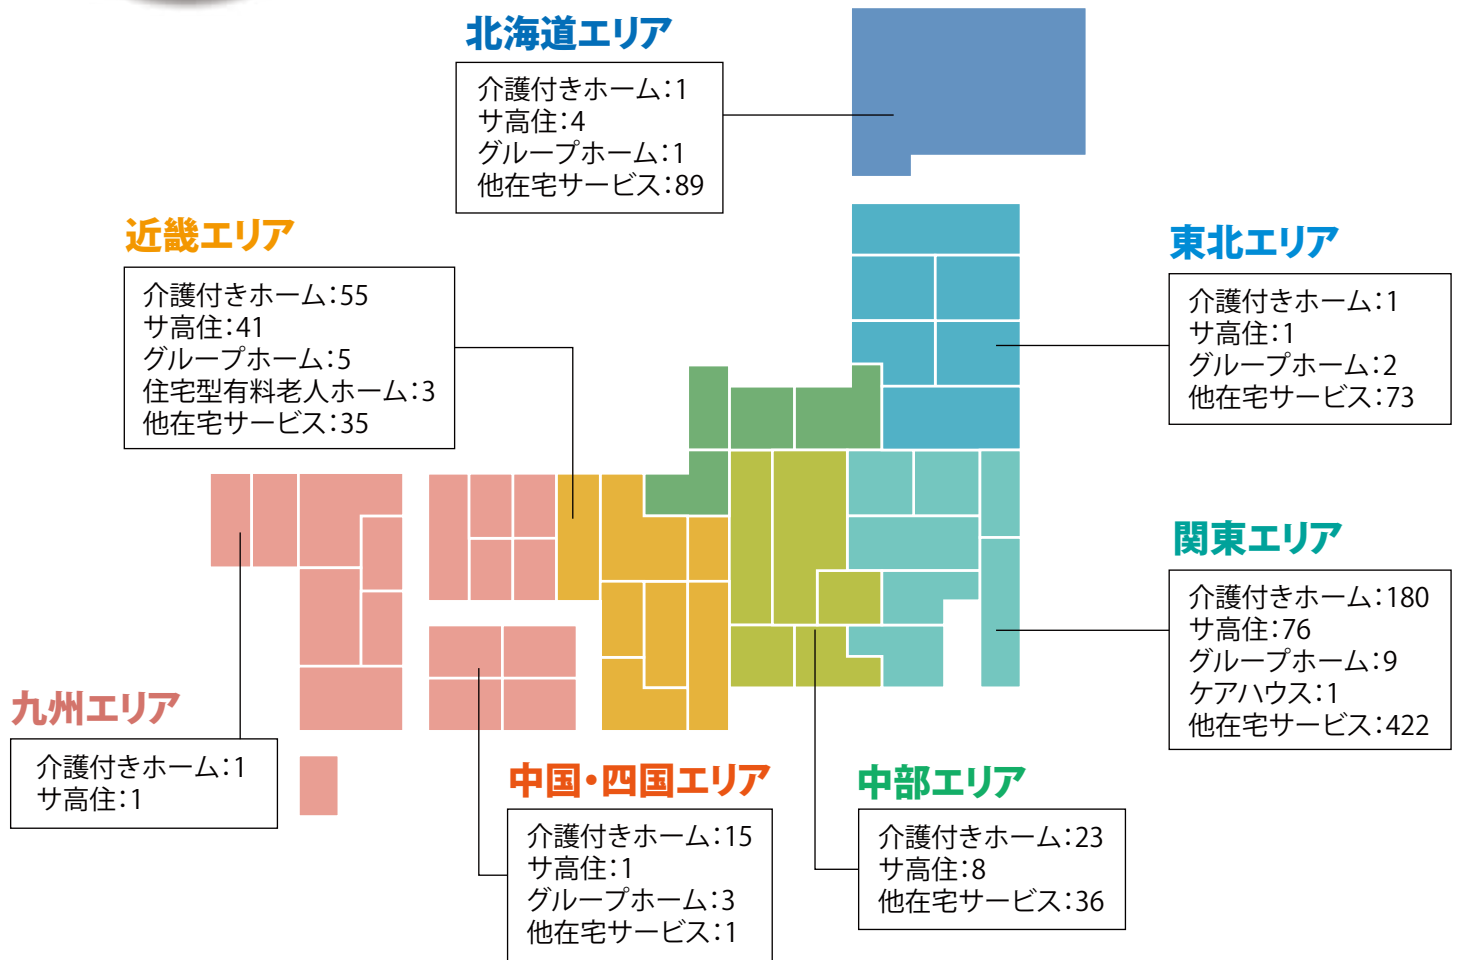 北海道エリア
介護付きホーム：1
サ高住：4
グループホーム：1
他在宅サービス：89
近畿エリア
介護付きホーム：55
サ高住：41
グループホーム：5
住宅型有料老人ホーム：3
他在宅サービス：35
東北エリア
介護付きホーム：1
サ高住：1
グループホーム：2
他在宅サービス：73
関東エリア
介護付きホーム：180
サ高住：76
グループホーム：9
ケアハウス：1
他在宅サービス：422
九州エリア
介護付きホーム：1
サ高住：1
中国・四国エリア
介護付きホーム：15
サ高住：1
グループホーム：3
他在宅サービス：1
中部エリア
介護付きホーム：23
サ高住：8
他在宅サービス：36